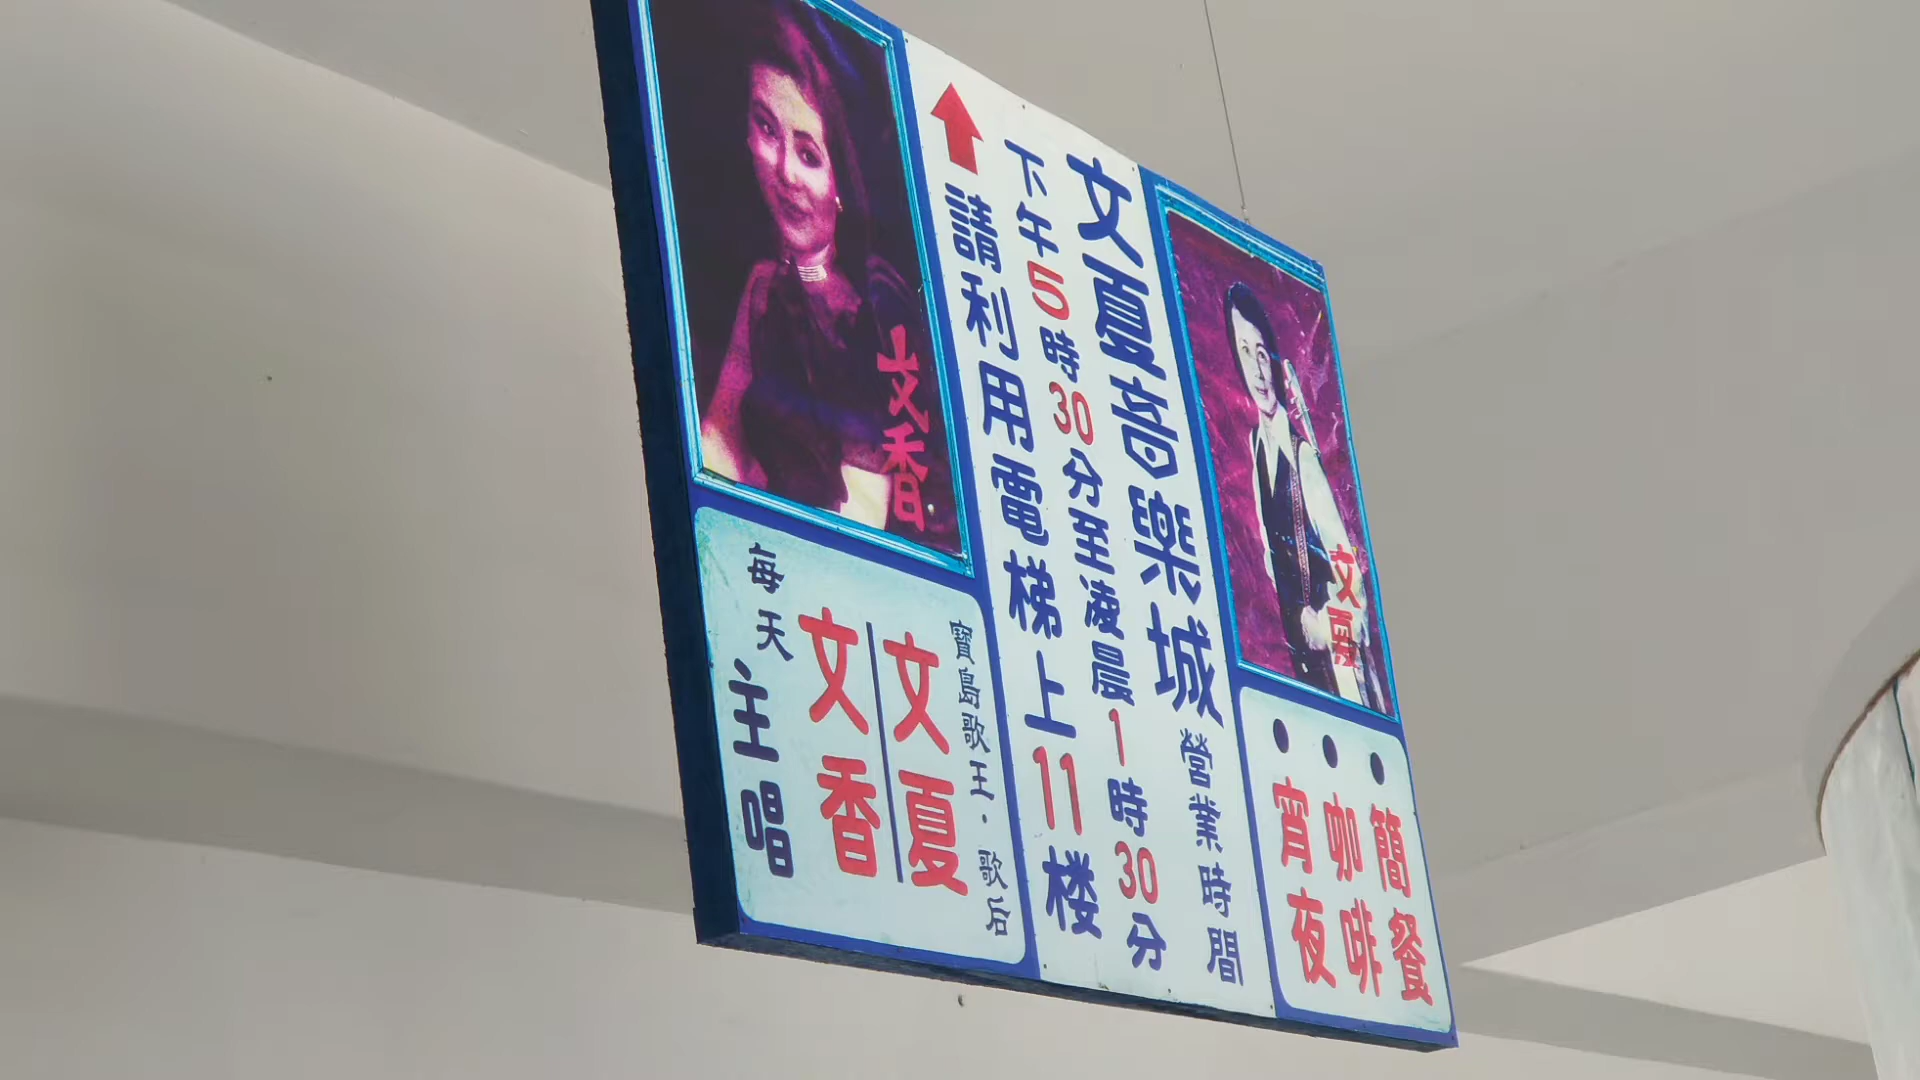 文夏
簡餐
咖啡
宵夜
文夏音樂城
營業時間
下午5時30分至凌晨1時30分
請利用電梯上11楼
文香
寶島歌王·歌后
文夏
文香
每天
主唱